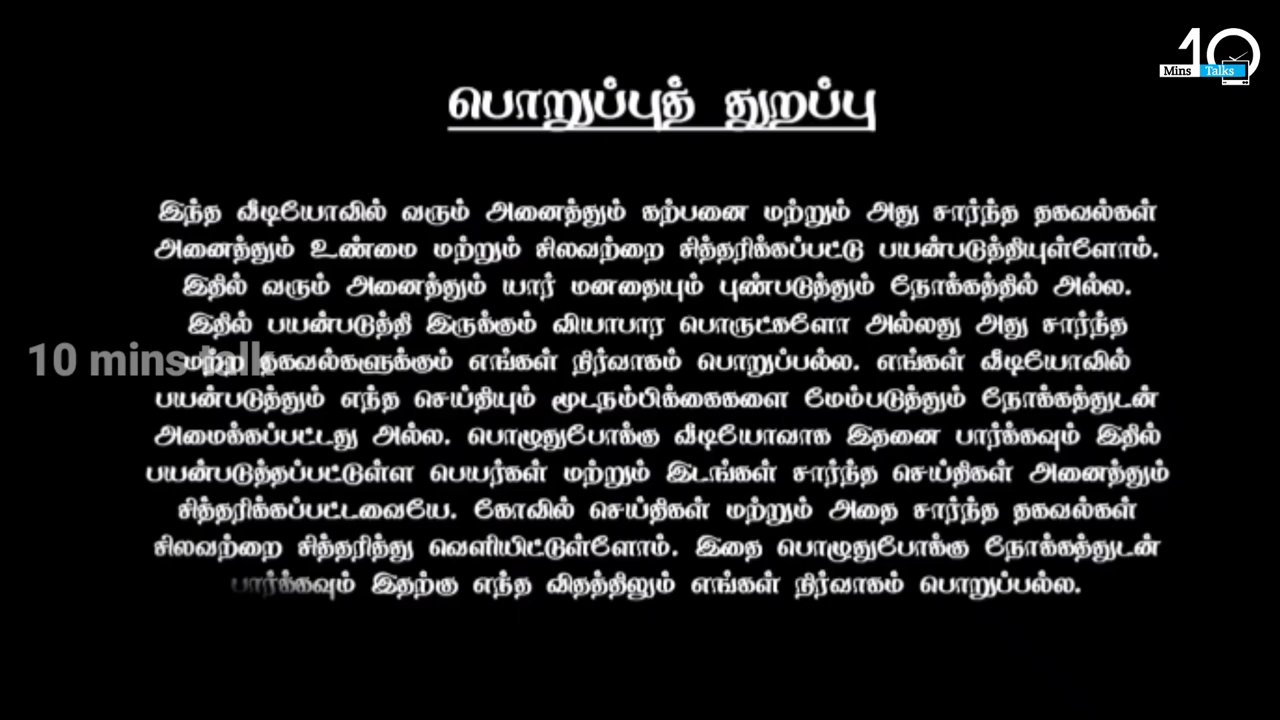 10
Mins Talks
பொறுப்புத் துறப்பு
இந்த வீடியோவில் வரும் அனைத்தும் கற்பனை மற்றும் அது சார்ந்த தகவல்கள்
அனைத்தும் உண்மை மற்றும் சிலவற்றை சித்தரிக்கப்பட்டு பயன்படுத்தியுள்ளோம்.
இதில் வரும் அனைத்தும் யார் மனதையும் புண்படுத்தும் நோக்கத்தில் அல்ல.
இதில் பயன்படுத்தி இருக்கும் வியாபார பொருட்களோ அல்லது அது சார்ந்த
10 mins talk
மற்ற தகவல்களுக்கும் எங்கள் நிர்வாகம் பொறுப்பல்ல. எங்கள் வீடியோவில்
பயன்படுத்தும் எந்த செய்தியும் மூடநம்பிக்கைகளை மேம்படுத்தும் நோக்கத்துடன்
அமைக்கப்பட்டது அல்ல. பொழுதுபோக்கு வீடியோவாக இதனை பார்க்கவும் இதில்
பயன்படுத்தப்பட்டுள்ள பெயர்கள் மற்றும் இடங்கள் சார்ந்த செய்திகள் அனைத்தும்
சித்தரிக்கப்பட்டவையே. கோவில் செய்திகள் மற்றும் அதை சார்ந்த தகவல்கள்
சிலவற்றை சித்தரித்து வெளியிட்டுள்ளோம். இதை பொழுதுபோக்கு நோக்கத்துடன்
பார்க்கவும் இதற்கு எந்த விதத்திலும் எங்கள் நிர்வாகம் பொறுப்பல்ல.